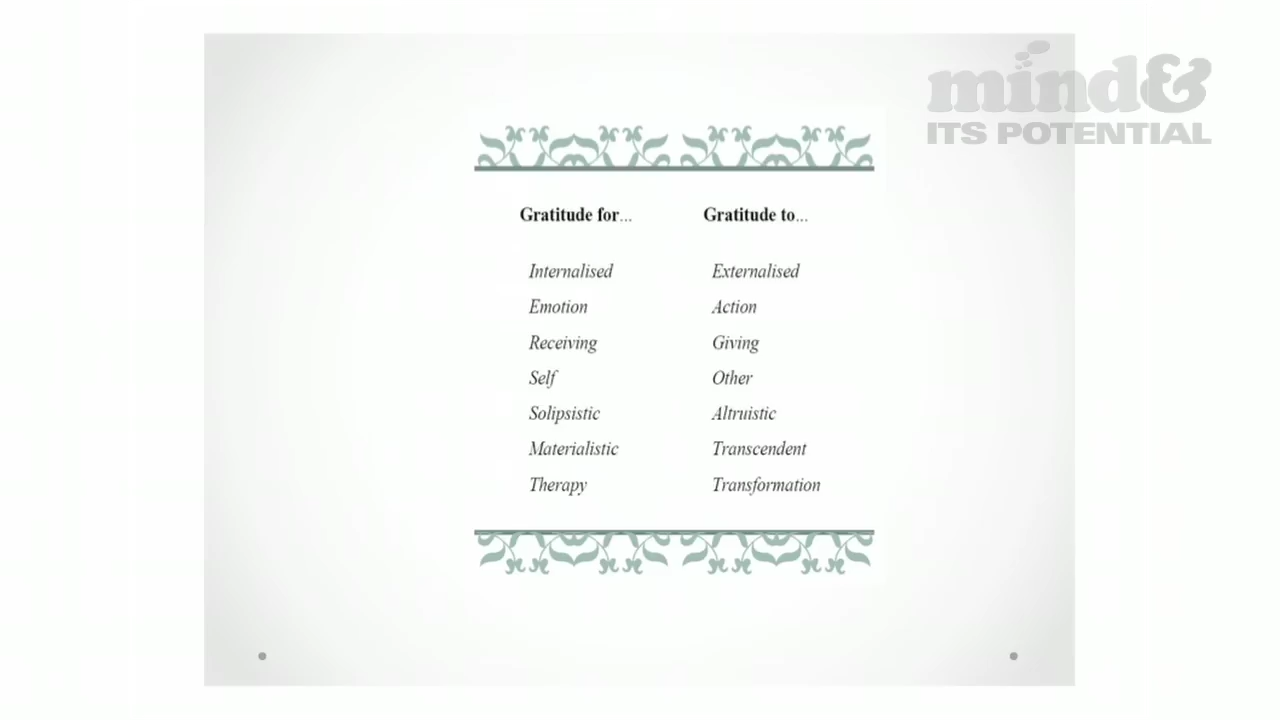 mind&
ITS POTENTIAL
Gratitude for... Gratitude to...
Internalised Externalised
Emotion Action
Receiving Giving
Self Other
Solipsistic Altruistic
Materialistic Transcendent
Therapy Transformation